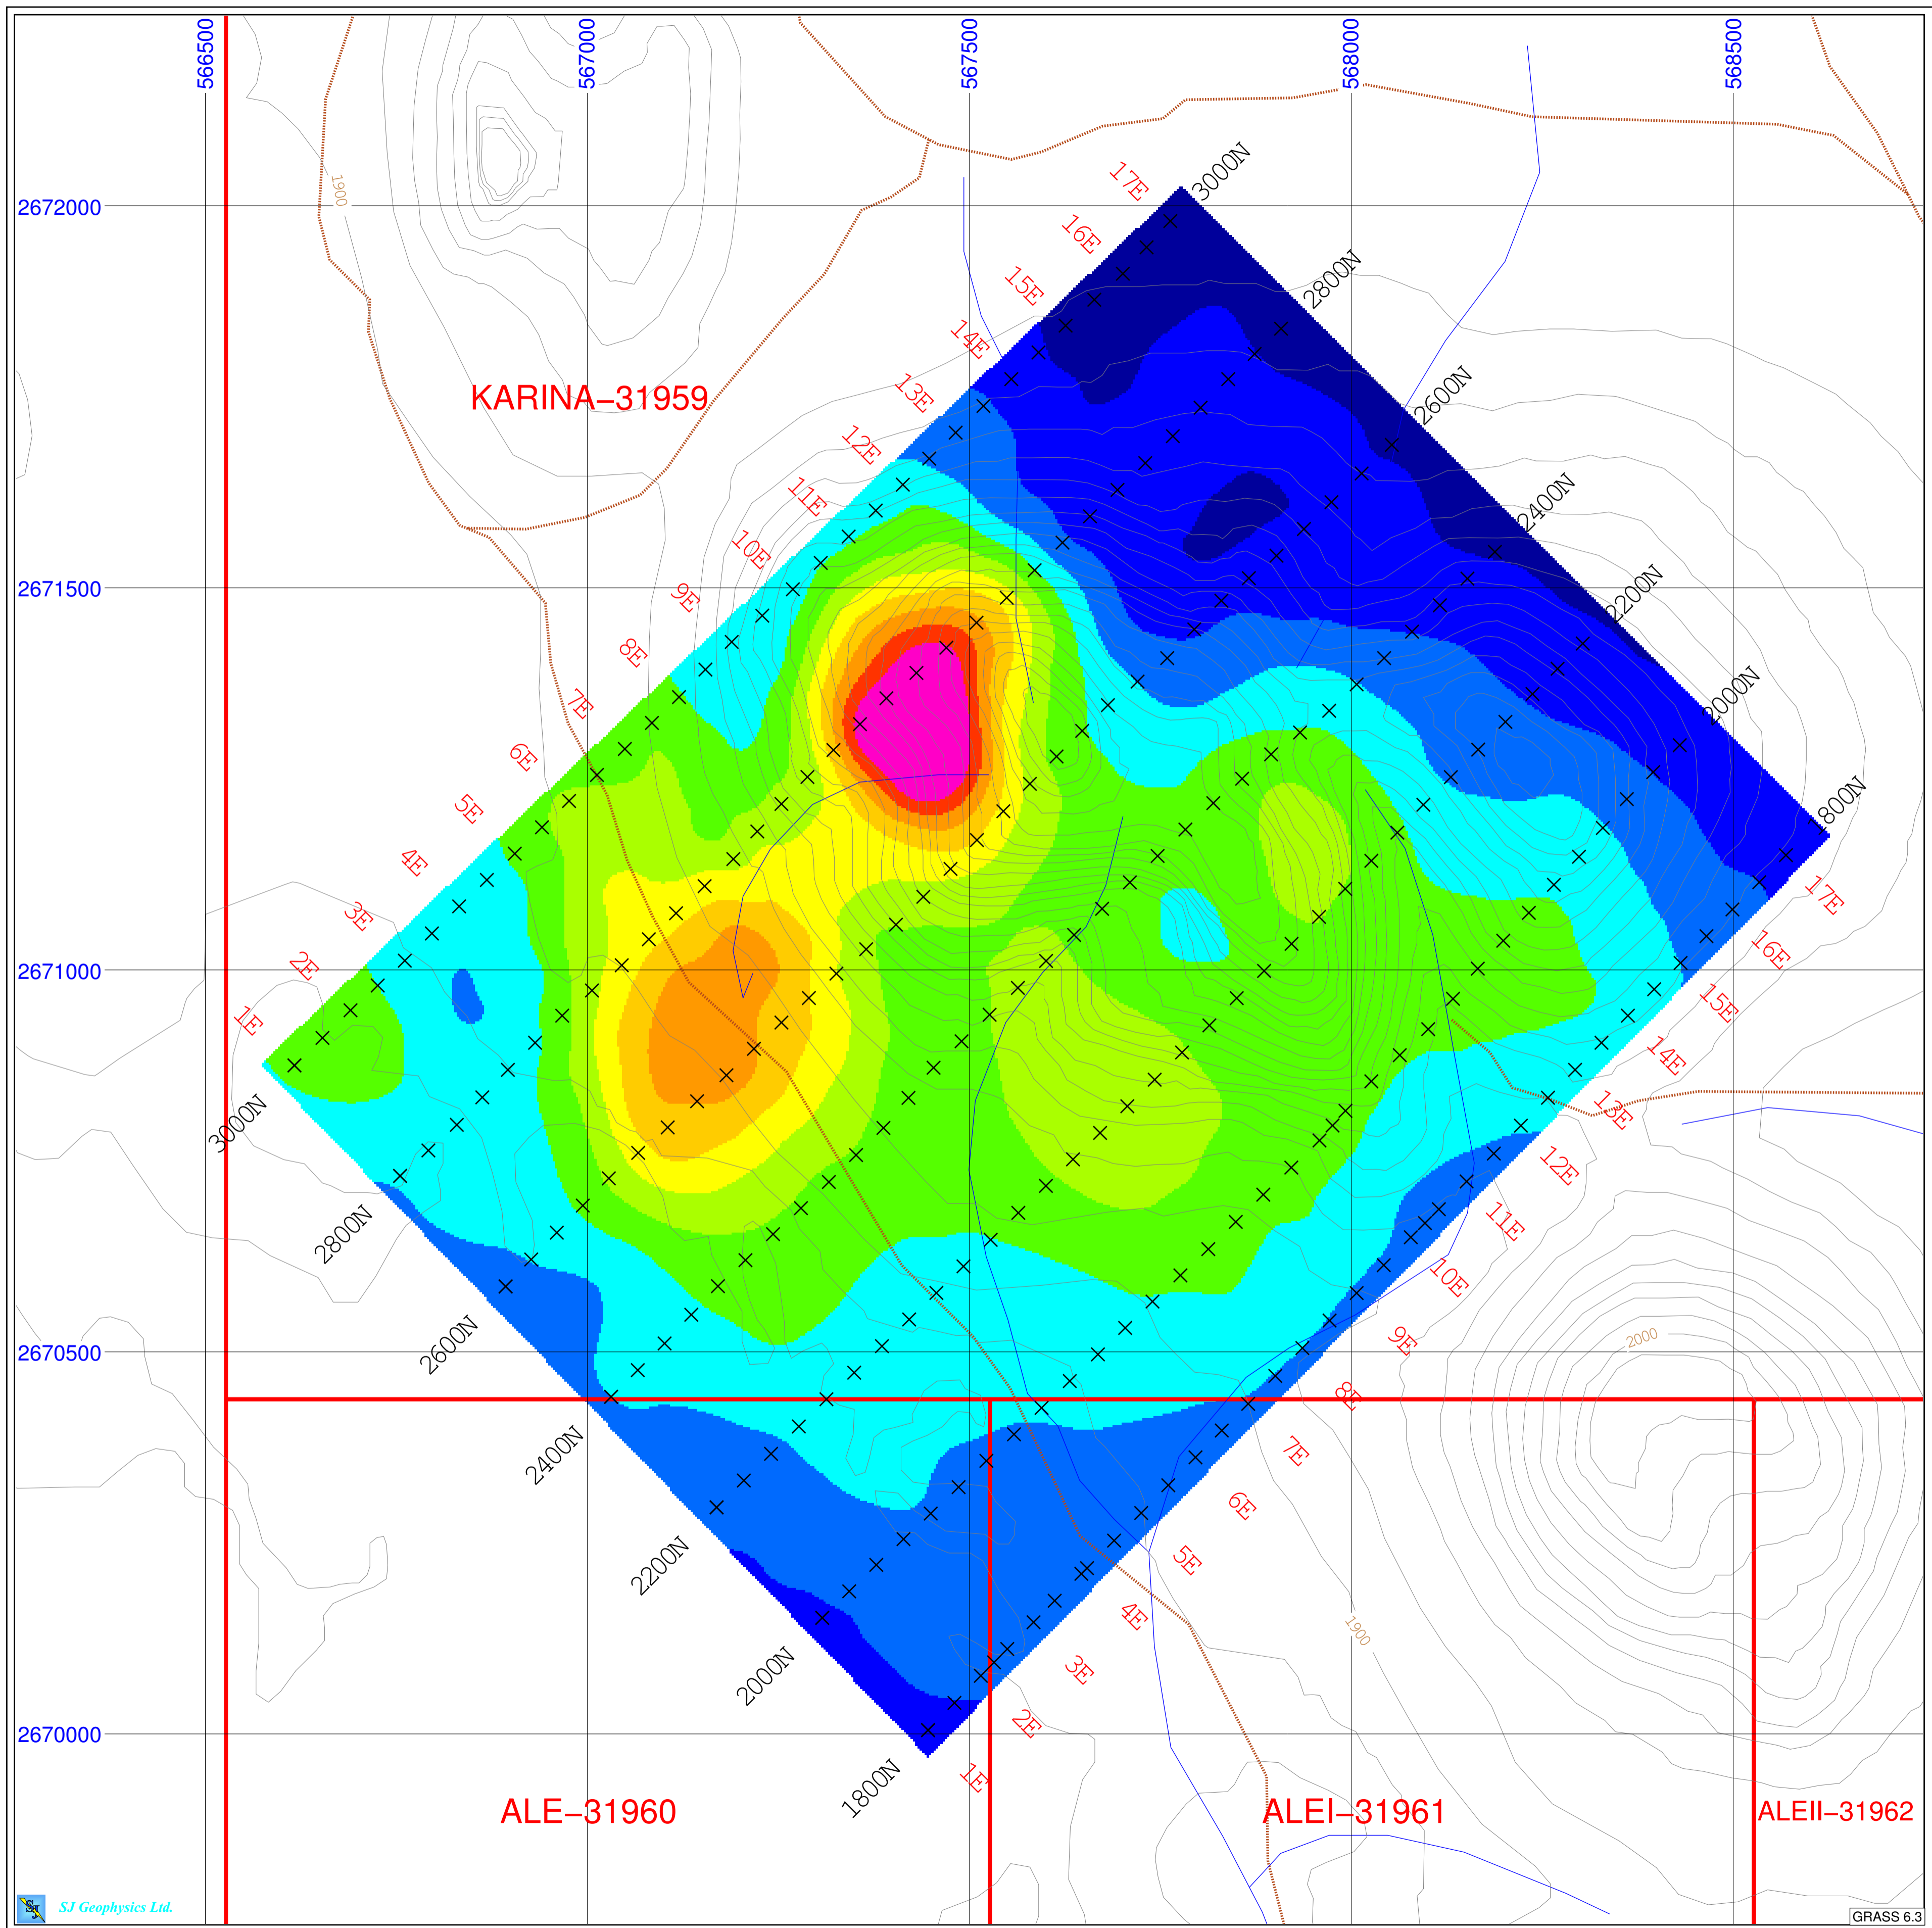 566500
567000
567500
568000
568500
2672000
2671500
2671000
2670500
2670000
1900
17E
3000N
16E
2800N
15E
14E
2600N
13E
12E
2400N
11E
10E
2200N
9E
8E
2000N
7E
6E
800N
5E
4E
17E
3E
16E
2E
15E
1E
14E
3000N
13E
12E
2800N
11E
10E
2600N
9E
2000
8E
2400N
7E
6E
2200N
5E
4E
1900
2000N
3E
2E
1800N
1E
KARINA–31959
ALE–31960
ALEI–31961
ALEII–31962
SJ
SJ Geophysics Ltd.
GRASS 6.3